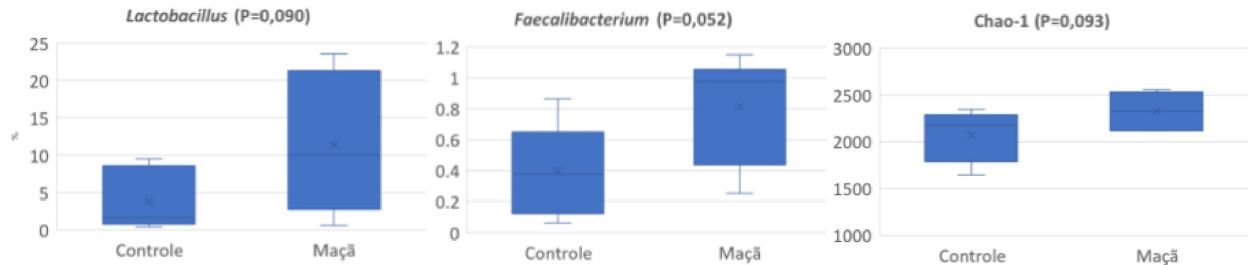 Lactobacillus (P=0,090)
25
20
15
10
5
0
%
Controle
Maçã
Faecalibacterium (P=0,052)
1.2
1
0.8
0.6
0.4
0.2
0
Controle
Maçã
Chao-1 (P=0,093)
3000
2500
2000
1500
1000
Controle
Maçã